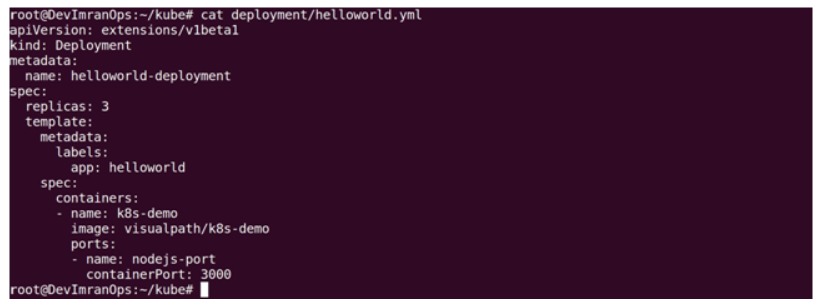 root@DevImranOps:~/kube# cat deployment/helloworld.yml
apiVersion: extensions/v1beta1
kind: Deployment
metadata:
  name: helloworld-deployment
spec:
  replicas: 3
  template:
    metadata:
      labels:
        app: helloworld
    spec:
      containers:
      - name: k8s-demo
        image: visualpath/k8s-demo
        ports:
        - name: nodejs-port
          containerPort: 3000
root@DevImranOps:~/kube#